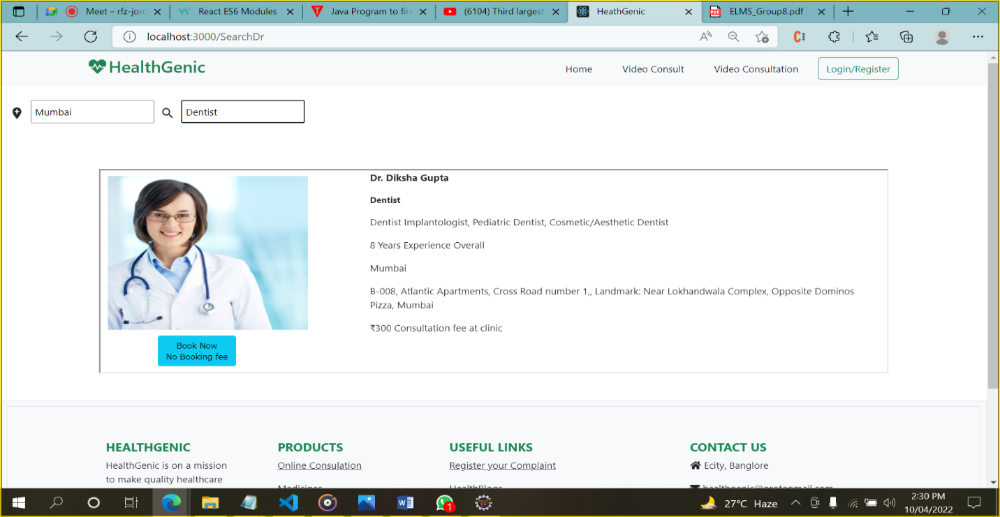 Meet – rfz-jord
React ES6 Modules
Java Program to fin
(6104) Third largest
HeathGenic
ELMS_Group8.pdf
localhost:3000/SearchDr
HealthGenic
Home
Video Consult
Video Consultation
Login/Register
Mumbai
Dentist
Dr. Diksha Gupta
Dentist
Dentist Implantologist, Pediatric Dentist, Cosmetic/Aesthetic Dentist
8 Years Experience Overall
Mumbai
B-008, Atlantic Apartments, Cross Road number 1,, Landmark: Near Lokhandwala Complex, Opposite Dominos
Pizza, Mumbai
₹300 Consultation fee at clinic
Book Now
No Booking fee
HEALTHGENIC
HealthGenic is on a mission
to make quality healthcare
PRODUCTS
Online Consulation
Medicines
USEFUL LINKS
Register your Complaint
HealthBlogs
CONTACT US
Ecity, Banglore
healthgenic@protonmail.com
1
27°C Haze
2:30 PM
10/04/2022